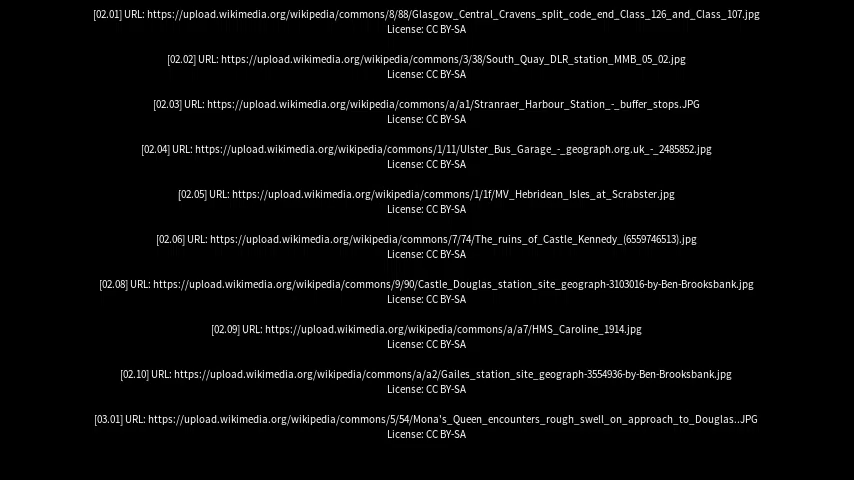 [02.01] URL: https://upload.wikimedia.org/wikipedia/commons/8/88/Glasgow_Central_Cravens_split_code_end_Class_126_and_Class_107.jpg
License: CC BY-SA
[02.02] URL: https://upload.wikimedia.org/wikipedia/commons/3/38/South_Quay_DLR_station_MMB_05_02.jpg
License: CC BY-SA
[02.03] URL: https://upload.wikimedia.org/wikipedia/commons/a/a1/Stranraer_Harbour_Station_-_buffer_stops.JPG
License: CC BY-SA
[02.04] URL: https://upload.wikimedia.org/wikipedia/commons/1/11/Ulster_Bus_Garage_-_geograph.org.uk_-_2485852.jpg
License: CC BY-SA
[02.05] URL: https://upload.wikimedia.org/wikipedia/commons/1/1f/MV_Hebridean_Isles_at_Scrabster.jpg
License: CC BY-SA
[02.06] URL: https://upload.wikimedia.org/wikipedia/commons/7/74/The_ruins_of_Castle_Kennedy_(6559746513).jpg
License: CC BY-SA
[02.08] URL: https://upload.wikimedia.org/wikipedia/commons/9/90/Castle_Douglas_station_site_geograph-3103016-by-Ben-Brooksbank.jpg
License: CC BY-SA
[02.09] URL: https://upload.wikimedia.org/wikipedia/commons/a/a7/HMS_Caroline_1914.jpg
License: CC BY-SA
[02.10] URL: https://upload.wikimedia.org/wikipedia/commons/a/a2/Gailes_station_site_geograph-3554936-by-Ben-Brooksbank.jpg
License: CC BY-SA
[03.01] URL: https://upload.wikimedia.org/wikipedia/commons/5/54/Mona's_Queen_encounters_rough_swell_on_approach_to_Douglas..JPG
License: CC BY-SA